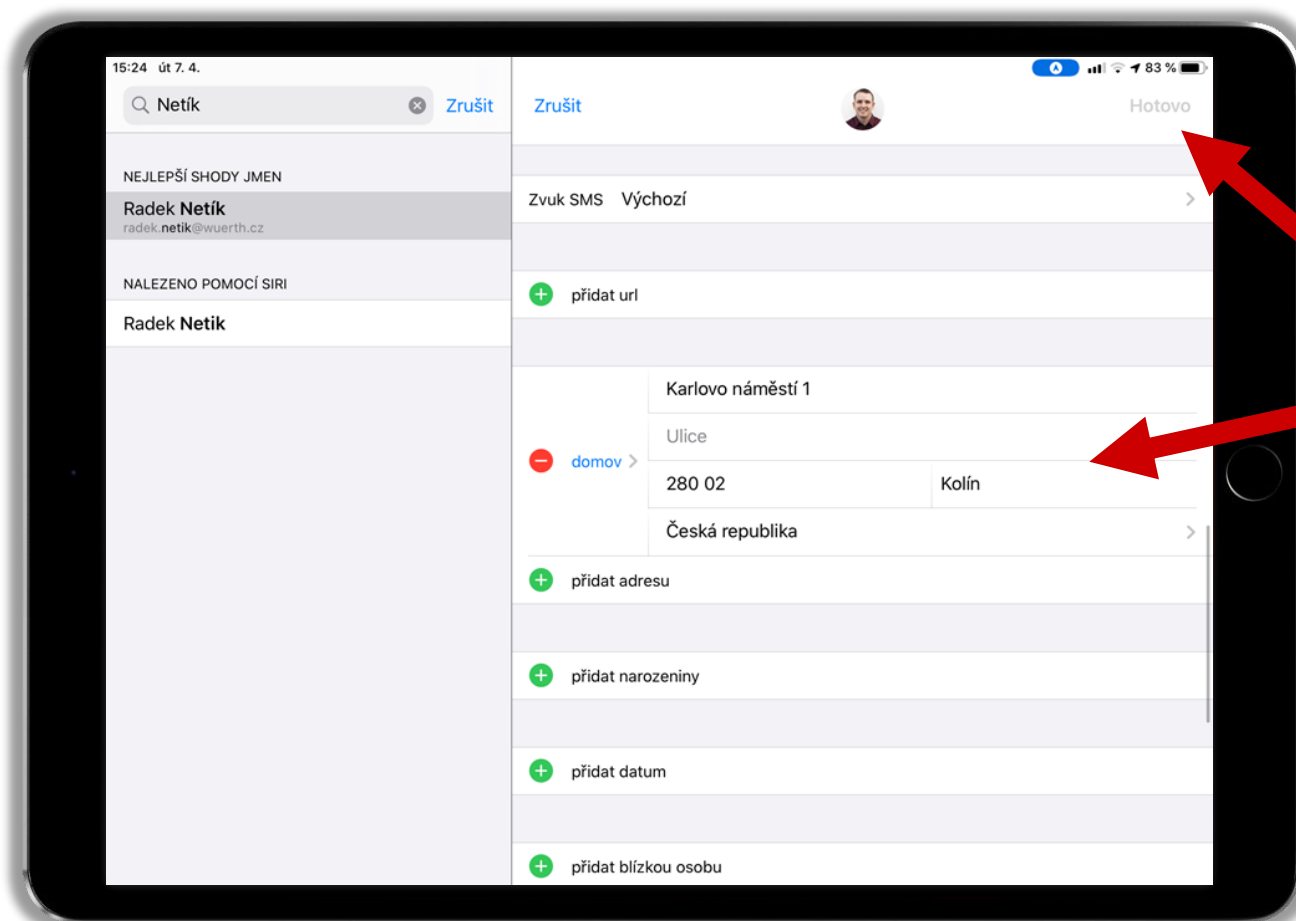 15:24 út 7. 4.
83 %
Netík
Zrušit
NEJLEPŠÍ SHODY JMEN
Radek Netík
radek.netik@wuerth.cz
NALEZENO POMOCÍ SIRI
Radek Netik
Zrušit
Hotovo
Zvuk SMS Výchozí
přidat url
domov
Karlovo náměstí 1
Ulice
280 02 Kolín
Česká republika
přidat adresu
přidat narozeniny
přidat datum
přidat blízkou osobu